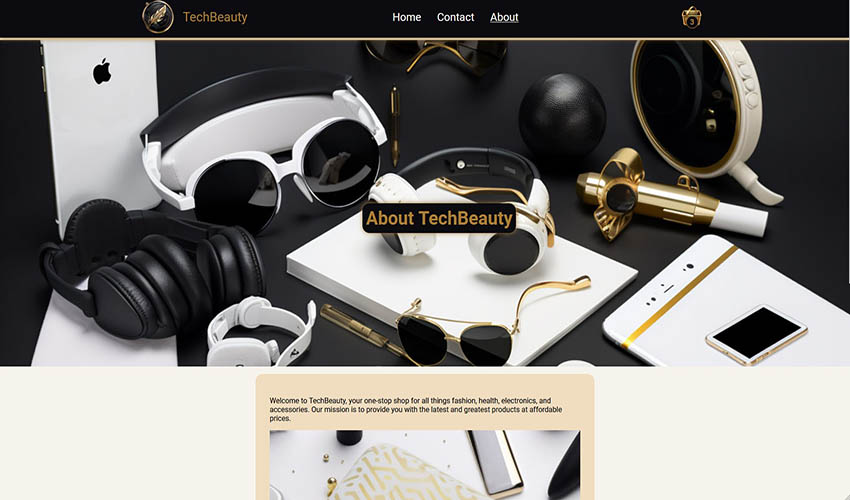 TechBeauty
Home Contact About
3
About TechBeauty
Welcome to TechBeauty, your one-stop shop for all things fashion, health, electronics, and
accessories. Our mission is to provide you with the latest and greatest products at affordable
prices.